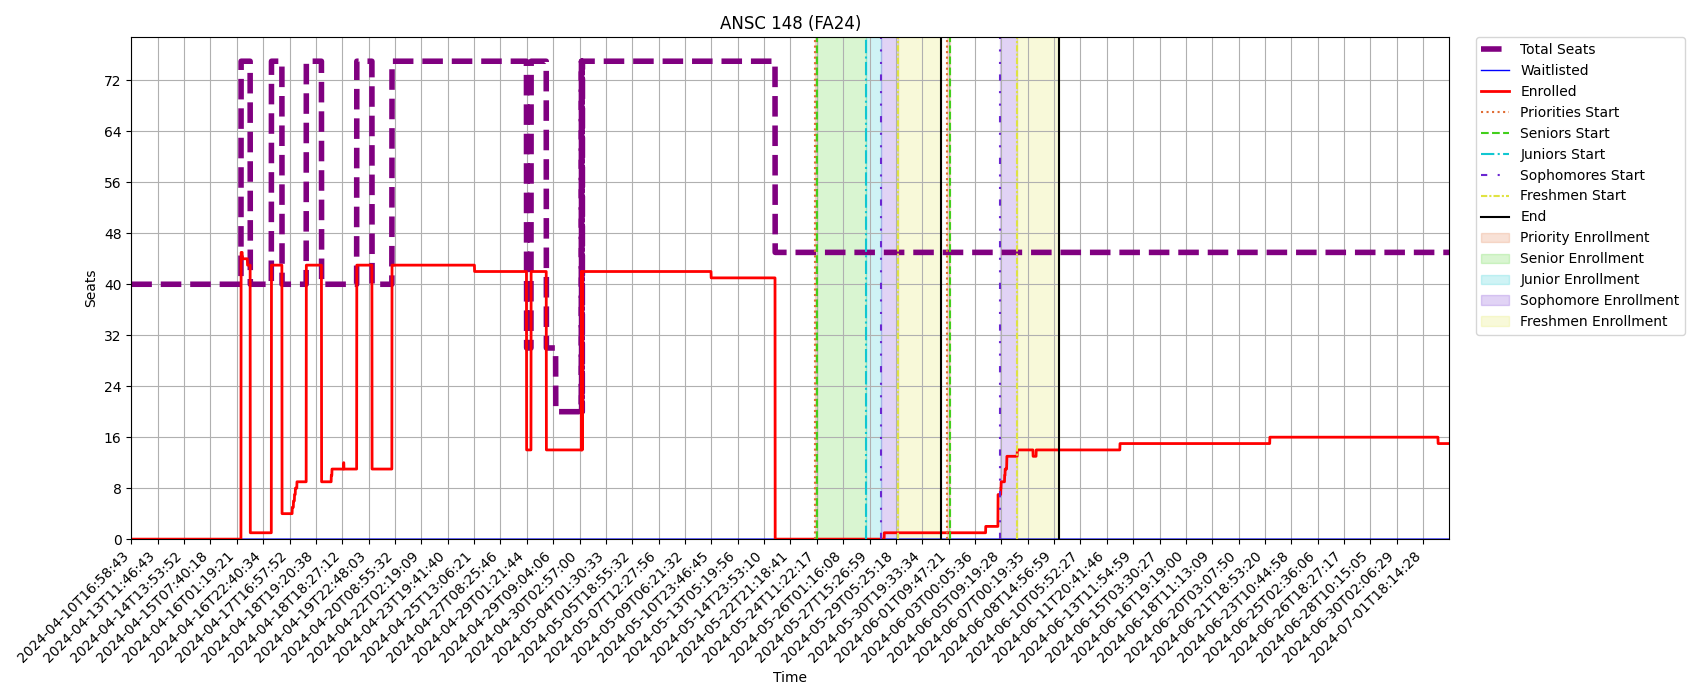 ANSC 148 (FA24)
Seats
72
64
56
48
40
32
24
16
8
0
2024-04-10T16:58:43
2024-04-13T11:46:43
2024-04-14T13:53:52
2024-04-15T07:40:18
2024-04-16T01:19:21
2024-04-16T22:40:34
2024-04-17T16:57:52
2024-04-18T19:20:38
2024-04-18T18:27:12
2024-04-19T22:48:03
2024-04-20T08:55:32
2024-04-22T02:19:09
2024-04-23T19:41:40
2024-04-25T13:06:21
2024-04-27T08:25:46
2024-04-29T01:21:44
2024-04-29T09:04:06
2024-04-30T02:57:00
2024-05-04T01:30:33
2024-05-05T18:55:32
2024-05-07T12:27:56
2024-05-09T06:21:32
2024-05-10T23:46:45
2024-05-13T05:19:56
2024-05-14T23:53:10
2024-05-22T21:18:41
2024-05-24T11:22:17
2024-05-26T01:16:08
2024-05-27T15:26:59
2024-05-29T05:25:18
2024-05-30T19:33:34
2024-06-01T09:47:21
2024-06-03T00:05:36
2024-06-05T09:19:28
2024-06-07T00:19:35
2024-06-08T14:56:59
2024-06-10T05:52:27
2024-06-11T20:41:46
2024-06-13T11:54:59
2024-06-15T03:30:27
2024-06-16T19:19:00
2024-06-18T11:13:09
2024-06-20T03:07:50
2024-06-21T18:53:20
2024-06-23T10:44:58
2024-06-25T02:36:06
2024-06-26T18:27:17
2024-06-28T10:15:05
2024-06-30T02:06:29
2024-07-01T18:14:28
Time
Total Seats
Waitlisted
Enrolled
Priorities Start
Seniors Start
Juniors Start
Sophomores Start
Freshmen Start
End
Priority Enrollment
Senior Enrollment
Junior Enrollment
Sophomore Enrollment
Freshmen Enrollment